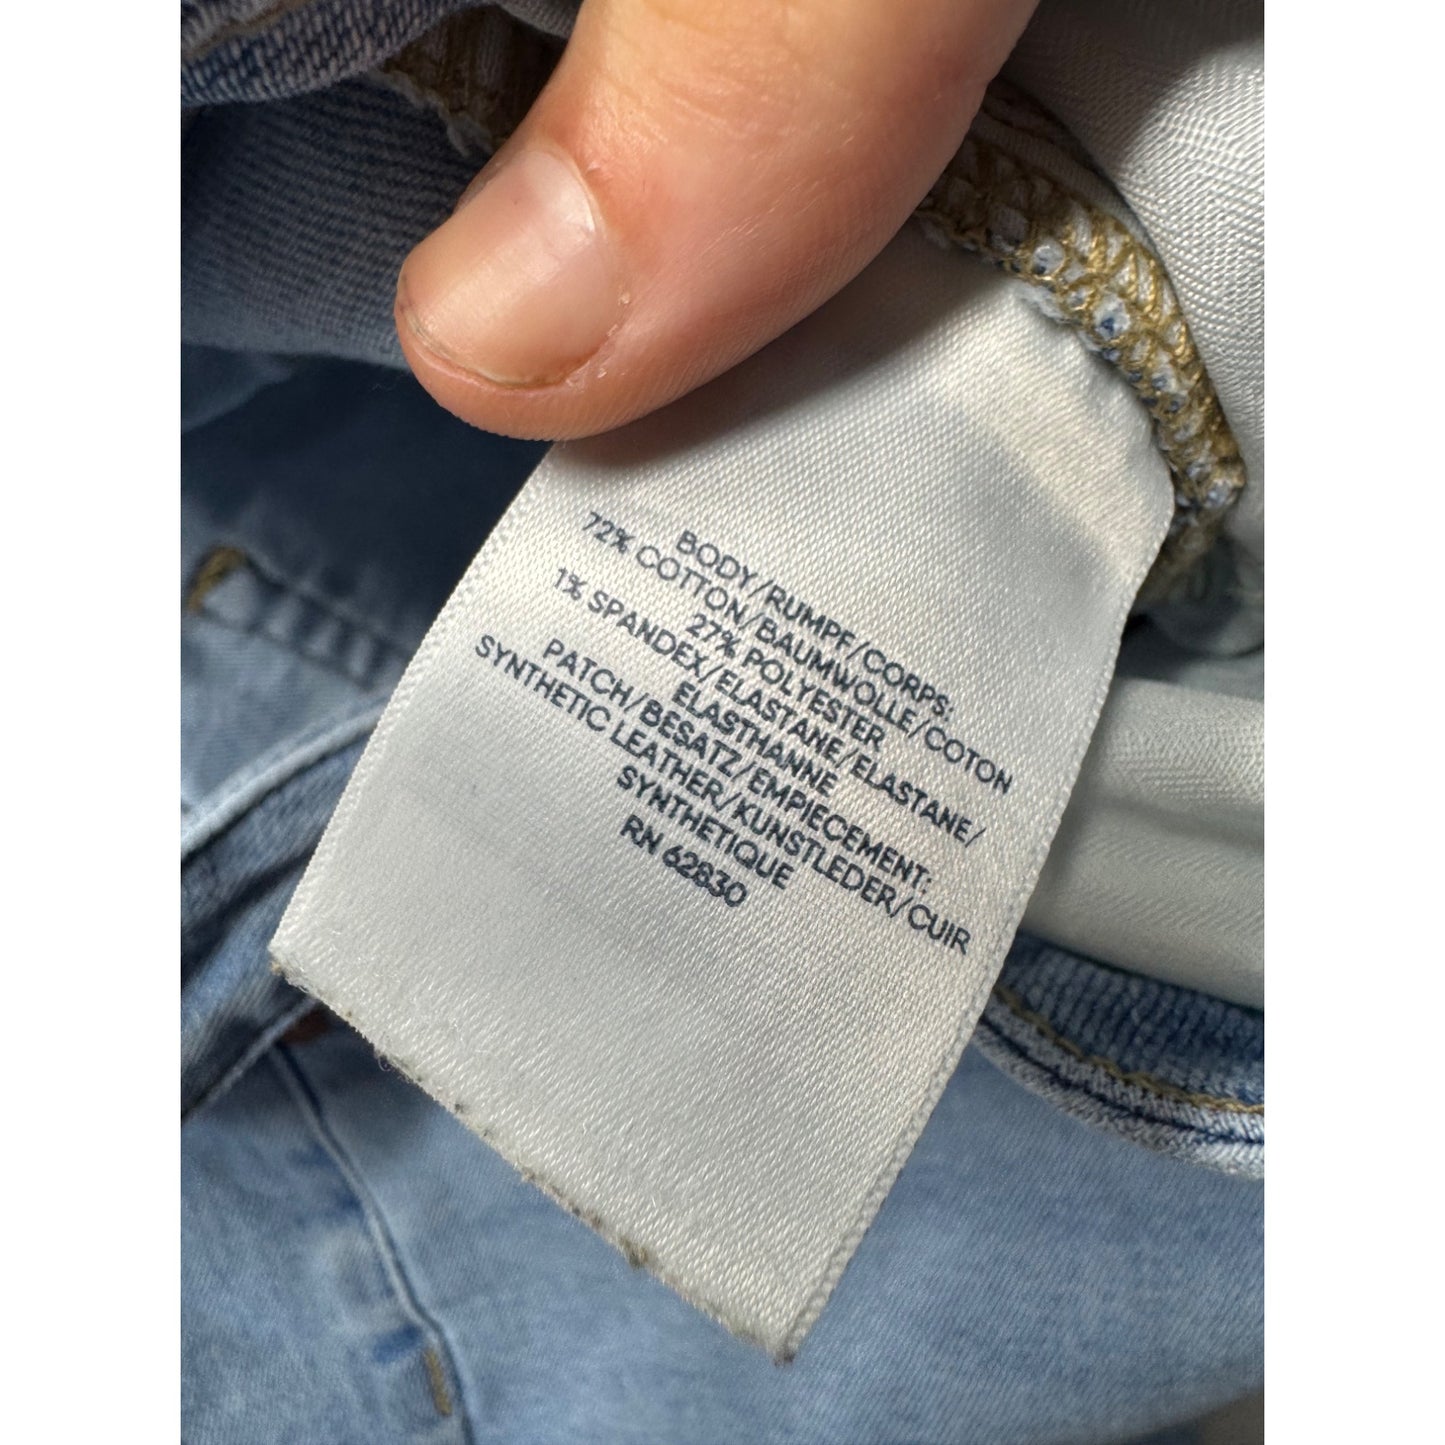 BODY/RUMPF/CORPS:
72% COTTON/BAUMWOLLE/COTON
27% POLYESTER
1% SPANDEX/ELASTANE/ELASTANE/
ELASTHANNE
PATCH/BESATZ/EMPIECEMENT:
SYNTHETIC LEATHER/KUNSTLEDER/CUIR
SYNTHETIQUE
RN 62830